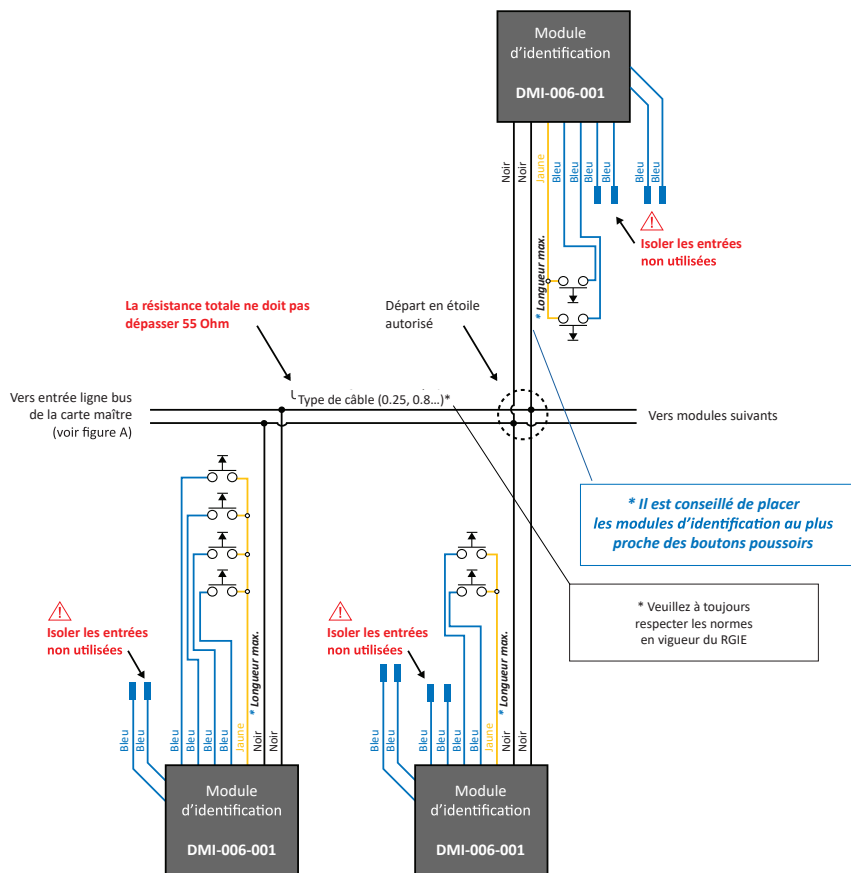 Module
d'identification
DMI-006-001
Noir
Noir
Jaune
Bleu
Bleu
Bleu
Bleu
Bleu
Bleu
Isoler les entrées
non utilisées
* Longueur max.
La résistance totale ne doit pas
dépasser 55 Ohm
Départ en étoile
autorisé
Type de câble (0.25, 0.8...)*
Vers entrée ligne bus
de la carte maître
(voir figure A)
Vers modules suivants
* Il est conseillé de placer
les modules d'identification au plus
proche des boutons poussoirs
* Veuillez à toujours
respecter les normes
en vigueur du RGIE
Isoler les entrées
non utilisées
* Longueur max.
Bleu
Bleu
Bleu
Bleu
Bleu
Bleu
Jaune
Noir
Noir
Module
d'identification
DMI-006-001
Isoler les entrées
non utilisées
* Longueur max.
Bleu
Bleu
Bleu
Bleu
Bleu
Bleu
Jaune
Noir
Noir
Module
d'identification
DMI-006-001